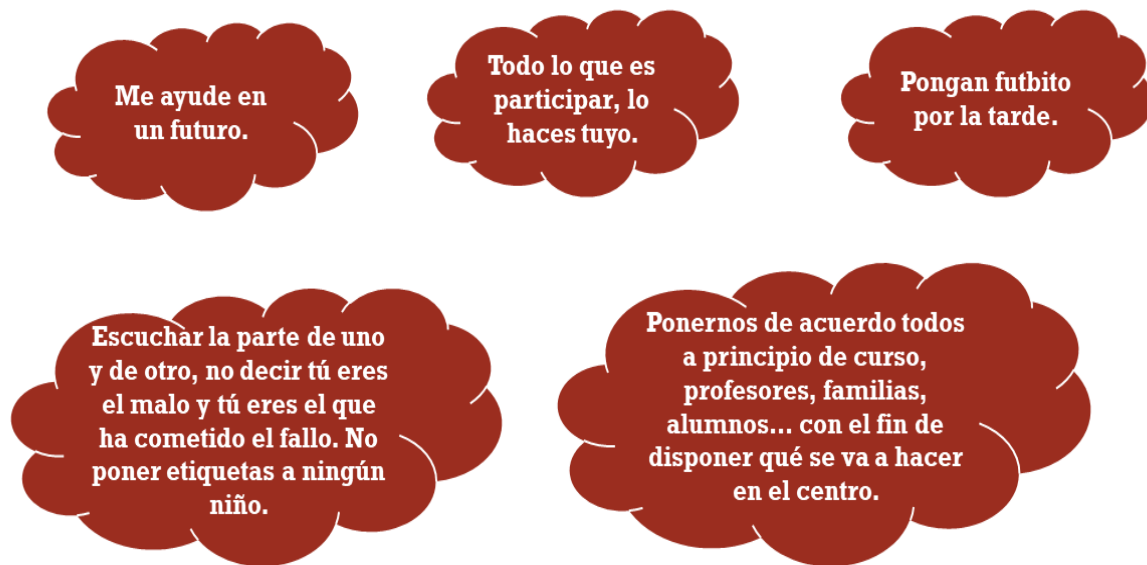 Me ayude en
un futuro.
Todo lo que es
participar, lo
haces tuyo.
Pongan futbito
por la tarde.
Escuchar la parte de uno
y de otro, no decir tú eres
el malo y tú eres el que
ha cometido el fallo. No
poner etiquetas a ningún
niño.
Ponernos de acuerdo todos
a principio de curso,
profesores, familias,
alumnos... con el fin de
disponer qué se va a hacer
en el centro.